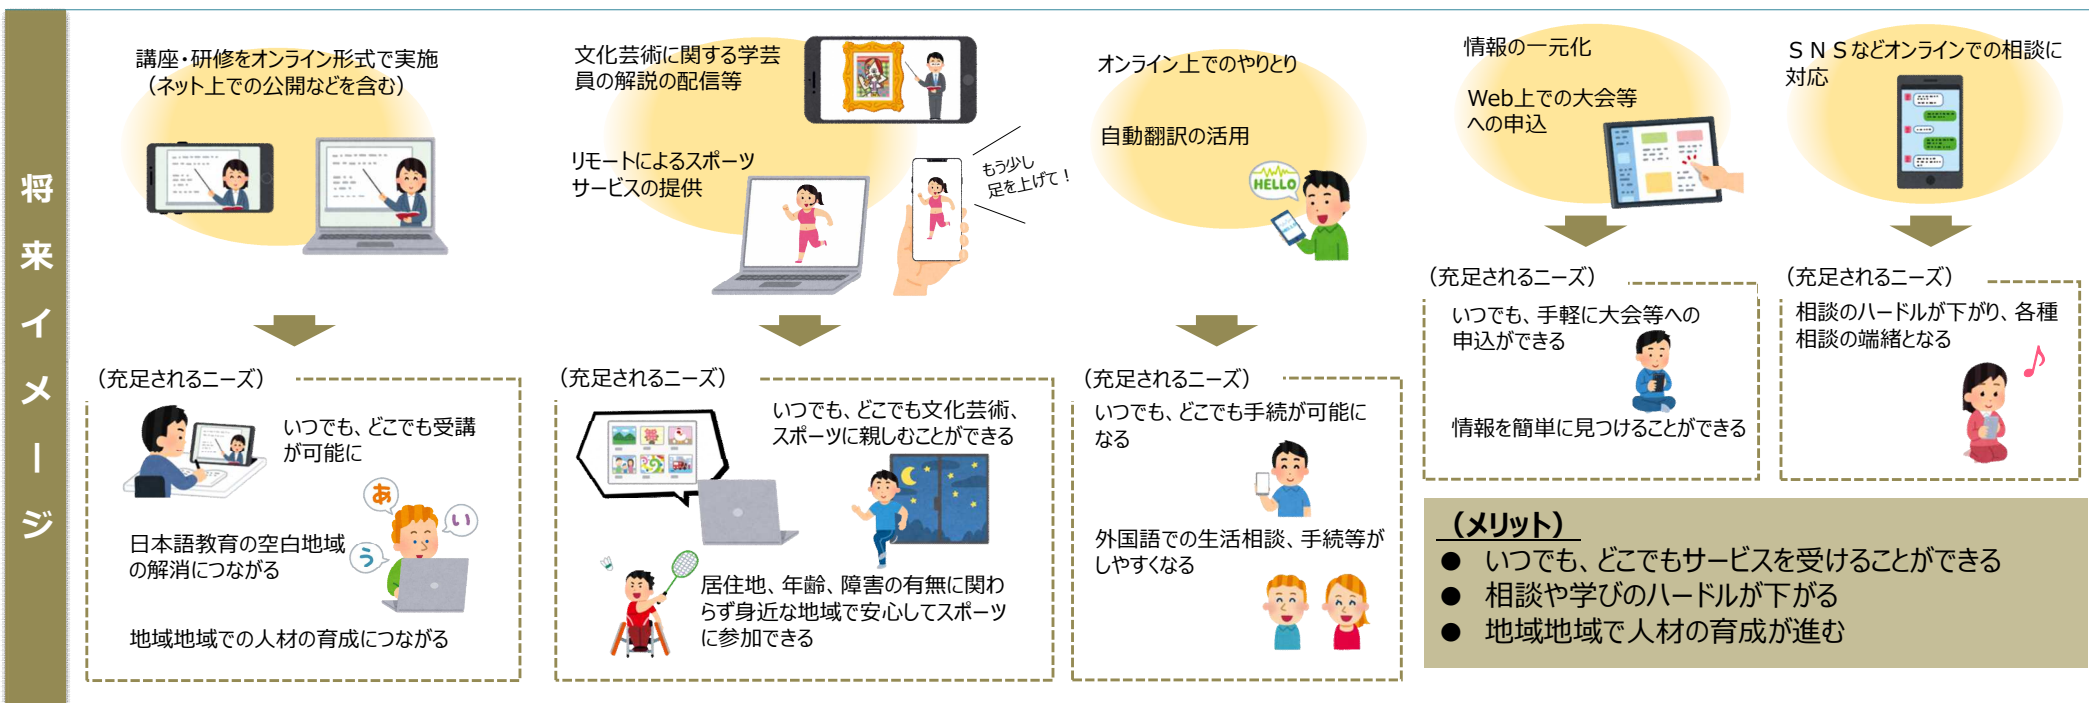 将来イメージ
講座・研修をオンライン形式で実施
（ネット上での公開などを含む）
（充足されるニーズ）
いつでも、どこでも受講
が可能に
あ
い
う
日本語教育の空白地域
の解消につながる
地域地域での人材の育成につながる
文化芸術に関する学芸
員の解説の配信等
リモートによるスポーツ
サービスの提供
もう少し
足を上げて！
（充足されるニーズ）
いつでも、どこでも文化芸術、
スポーツに親しむことができる
居住地、年齢、障害の有無に関わ
らず身近な地域で安心してスポーツ
に参加できる
オンライン上でのやりとり
自動翻訳の活用
HELLO
（充足されるニーズ）
いつでも、どこでも手続が可能に
なる
外国語での生活相談、手続等が
しやすくなる
情報の一元化
Web上での大会等
への申込
（充足されるニーズ）
いつでも、手軽に大会等への
申込ができる
情報を簡単に見つけることができる
ＳＮＳなどオンラインでの相談に
対応
（充足されるニーズ）
相談のハードルが下がり、各種
相談の端緒となる
（メリット）
● いつでも、どこでもサービスを受けることができる
● 相談や学びのハードルが下がる
● 地域地域で人材の育成が進む